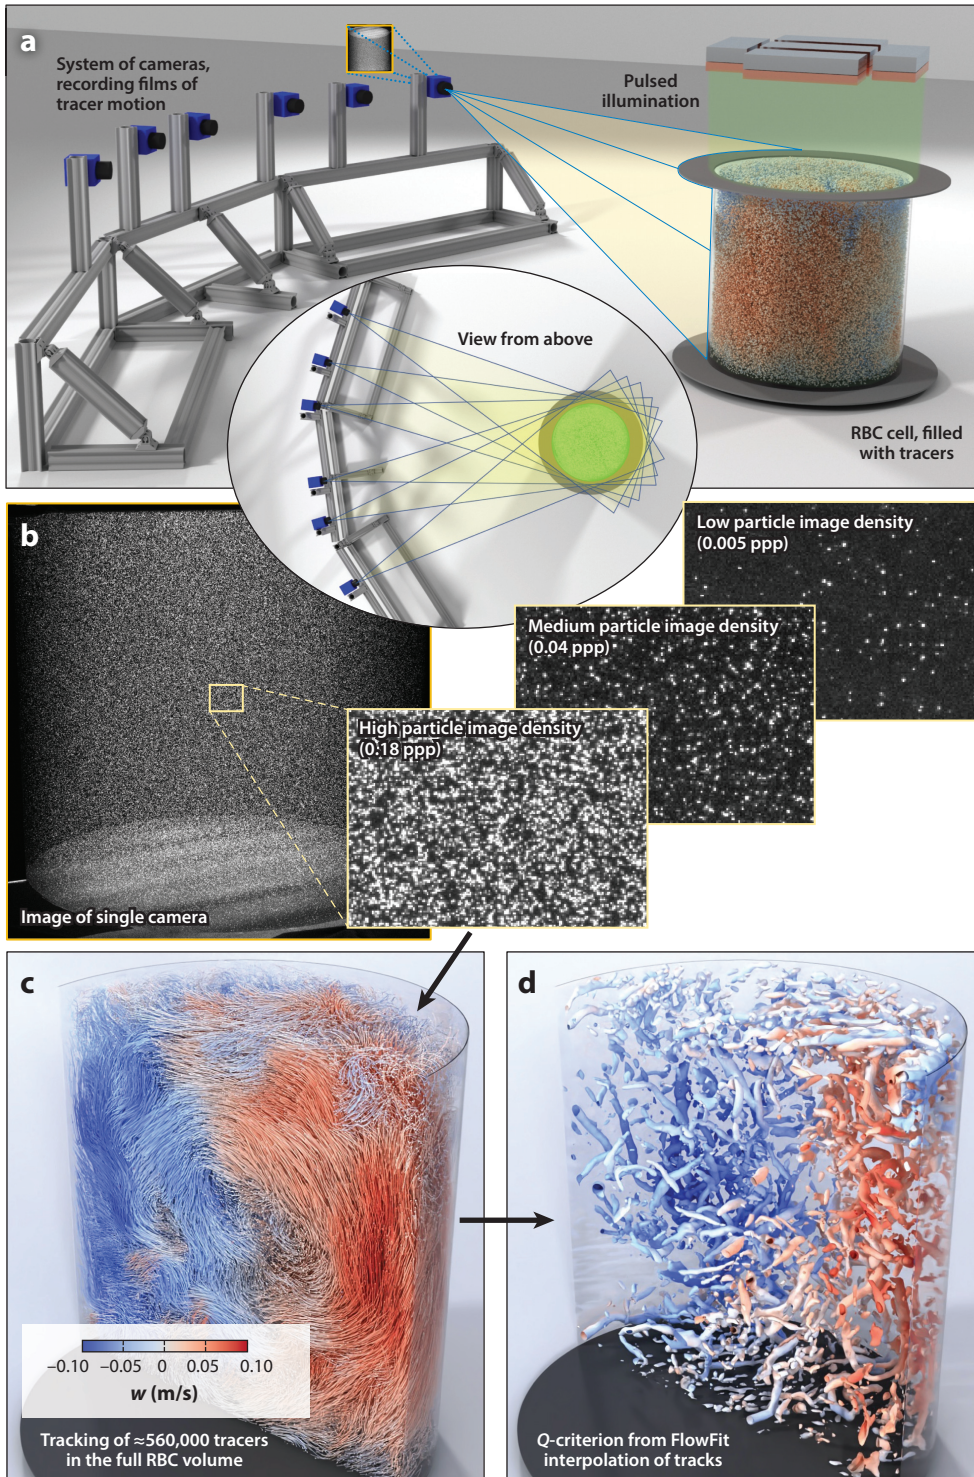 a
System of cameras,
recording films of
tracer motion
Pulsed
illumination
View from above
RBC cell, filled
with tracers
b
Low particle image density
(0.005 ppp)
Medium particle image density
(0.04 ppp)
High particle image density
(0.18 ppp)
Image of single camera
c
d
−0.10 −0.05 0 0.05 0.10
w (m/s)
Tracking of ≈560,000 tracers
in the full RBC volume
Q-criterion from FlowFit
interpolation of tracks